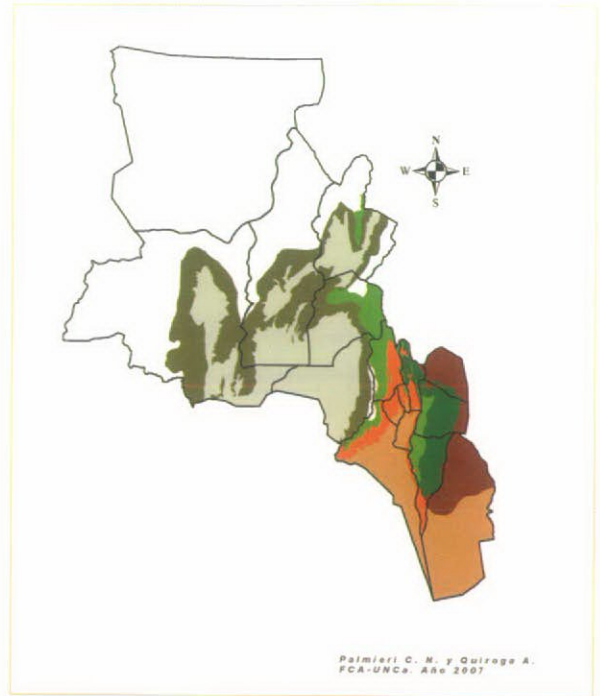 N
W E
S
Palmieri C. N. y Quiroga A.
FCA-UNCa. Año 2007